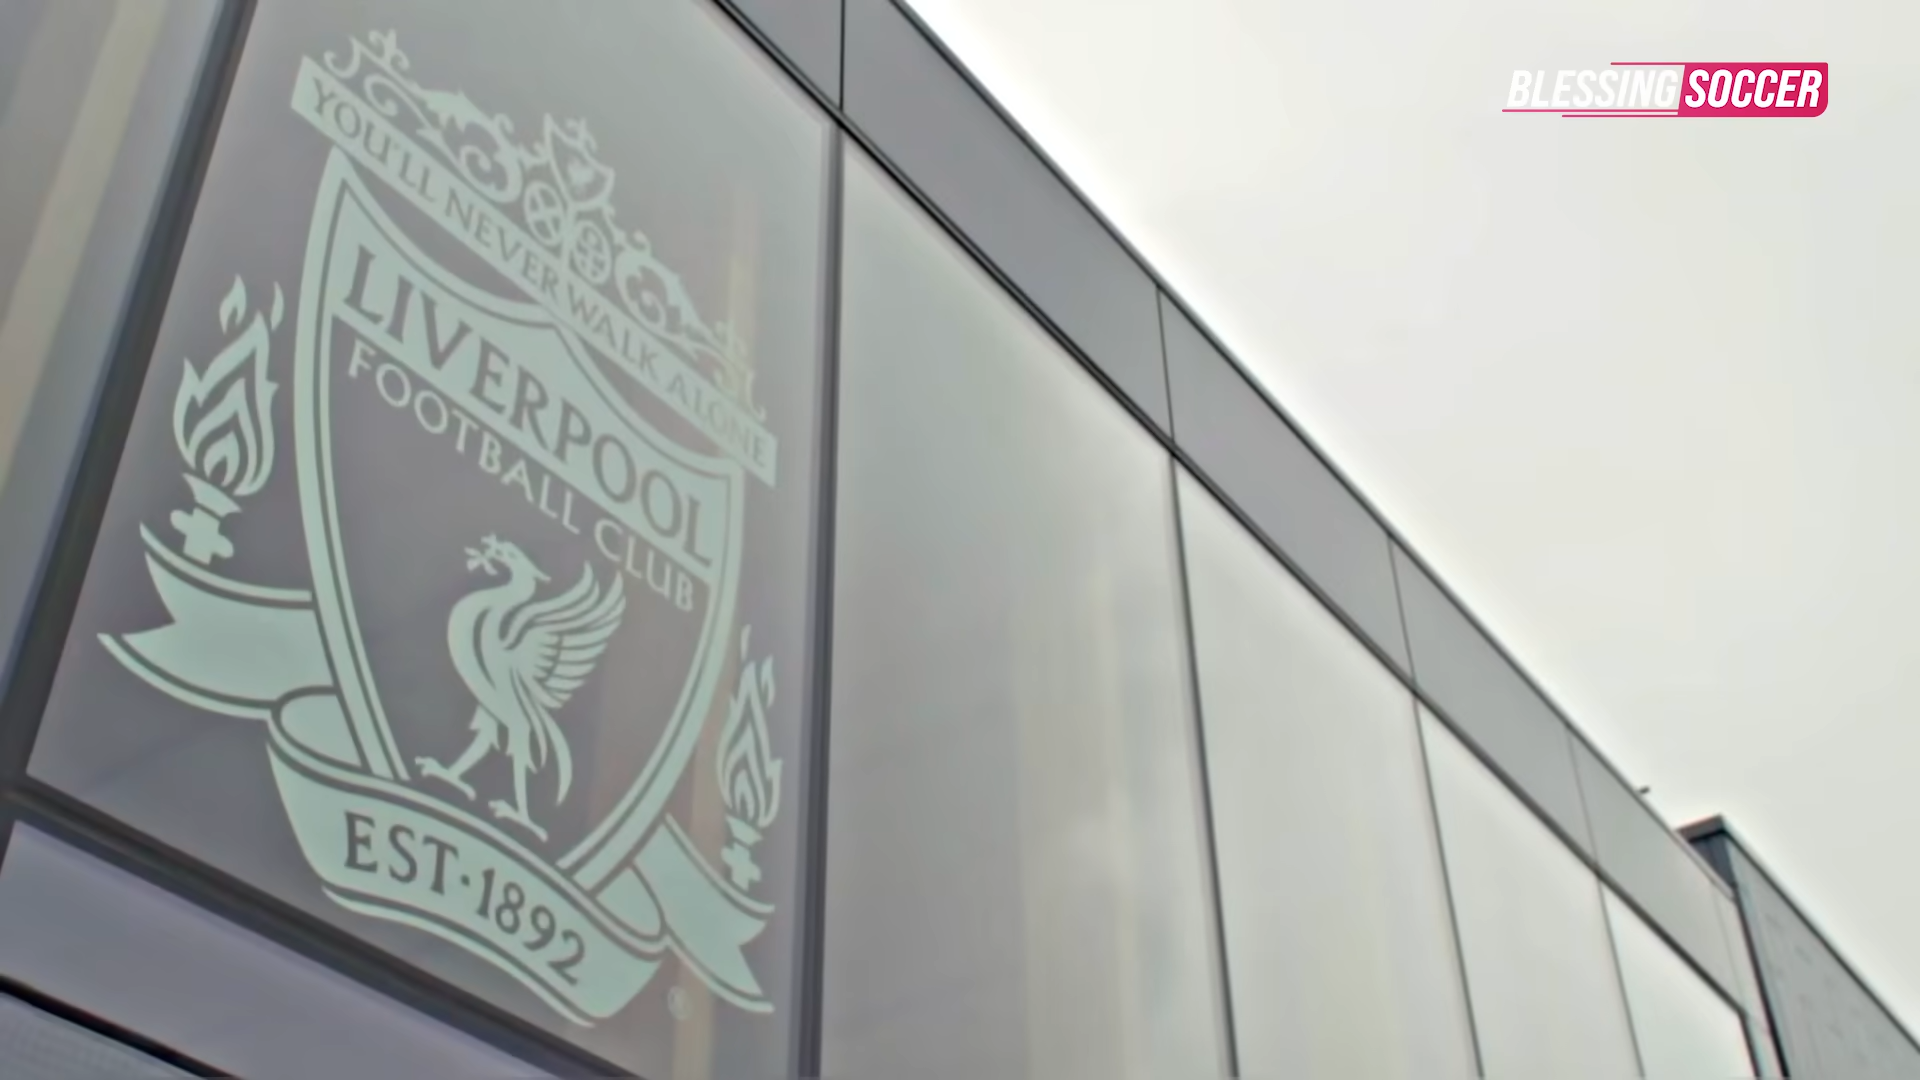 BLESSING SOCCER
YOU'LL NEVER WALK ALONE
LIVERPOOL
FOOTBALL CLUB
EST·1892
®